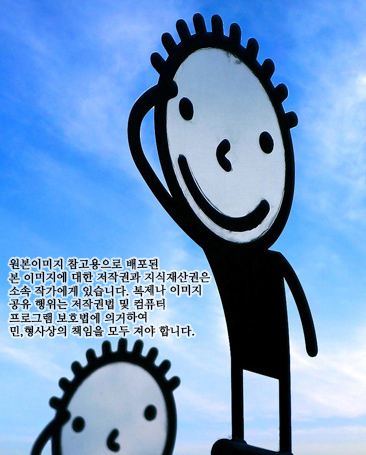 원본이미지 참고용으로 배포된
본 이미지에 대한 저작권과 지식재산권은
소속 작가에게 있습니다. 복제나 이미지
공유 행위는 저작권법 및 컴퓨터
프로그램 보호법에 의거하여
민,형사상의 책임을 모두 져야 합니다.